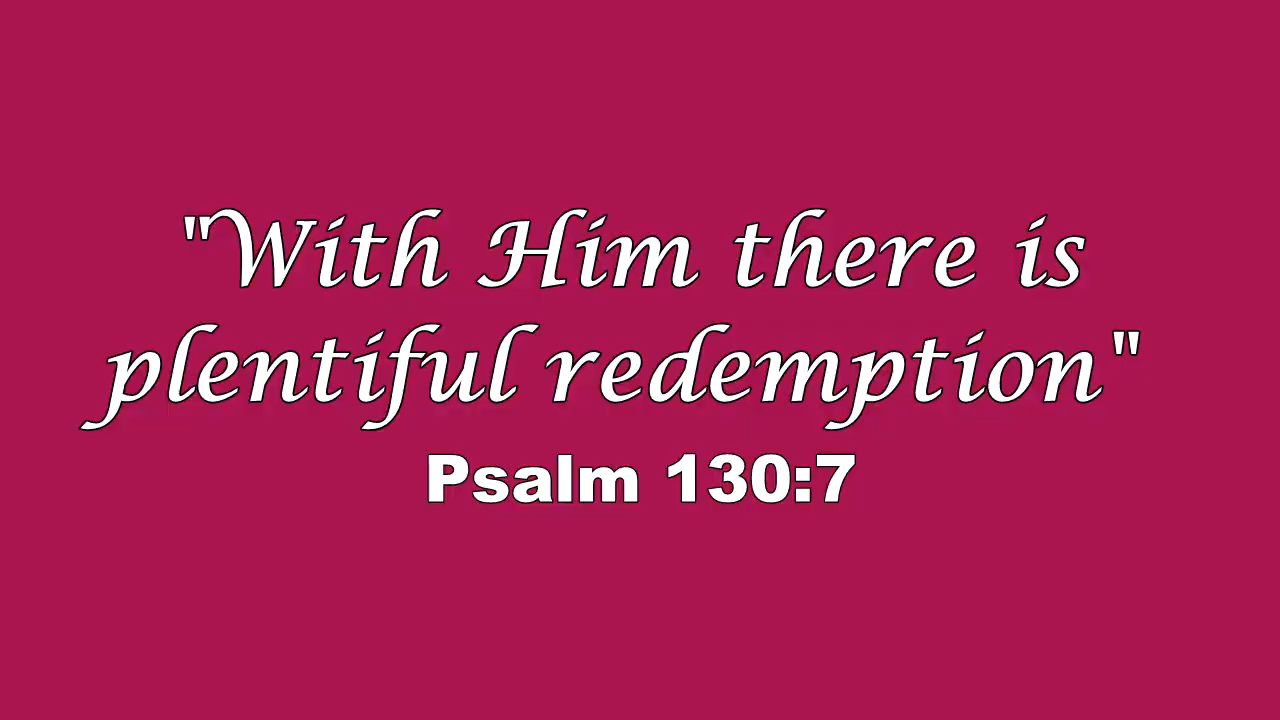 "With Him there is
plentiful redemption"
Psalm 130:7